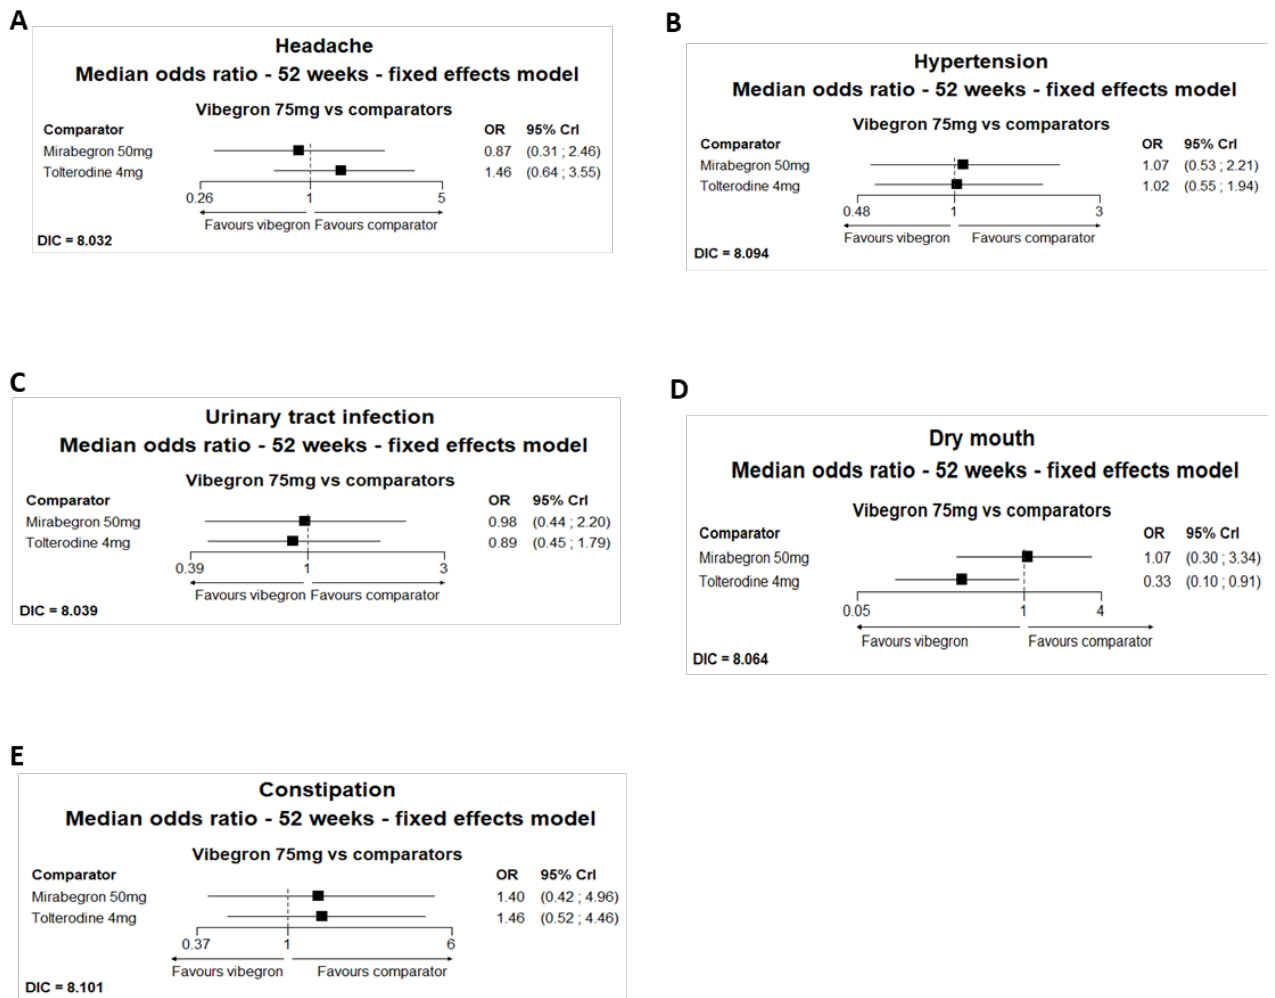 A
Headache
Median odds ratio - 52 weeks - fixed effects model
Vibegron 75mg vs comparators
Comparator OR 95% CrI
Mirabegron 50mg 0.87 (0.31 ; 2.46)
Tolterodine 4mg 1.46 (0.64 ; 3.55)
0.26 1 5
Favours vibegron Favours comparator
DIC = 8.032
B
Hypertension
Median odds ratio - 52 weeks - fixed effects model
Vibegron 75mg vs comparators
Comparator OR 95% CrI
Mirabegron 50mg 1.07 (0.53 ; 2.21)
Tolterodine 4mg 1.02 (0.55 ; 1.94)
0.48 1 3
Favours vibegron Favours comparator
DIC = 8.094
C
Urinary tract infection
Median odds ratio - 52 weeks - fixed effects model
Vibegron 75mg vs comparators
Comparator OR 95% CrI
Mirabegron 50mg 0.98 (0.44 ; 2.20)
Tolterodine 4mg 0.89 (0.45 ; 1.79)
0.39 1 3
Favours vibegron Favours comparator
DIC = 8.039
D
Dry mouth
Median odds ratio - 52 weeks - fixed effects model
Vibegron 75mg vs comparators
Comparator OR 95% CrI
Mirabegron 50mg 1.07 (0.30 ; 3.34)
Tolterodine 4mg 0.33 (0.10 ; 0.91)
0.05 1 4
Favours vibegron Favours comparator
DIC = 8.064
E
Constipation
Median odds ratio - 52 weeks - fixed effects model
Vibegron 75mg vs comparators
Comparator OR 95% CrI
Mirabegron 50mg 1.40 (0.42 ; 4.96)
Tolterodine 4mg 1.46 (0.52 ; 4.46)
0.37 1 6
Favours vibegron Favours comparator
DIC = 8.101